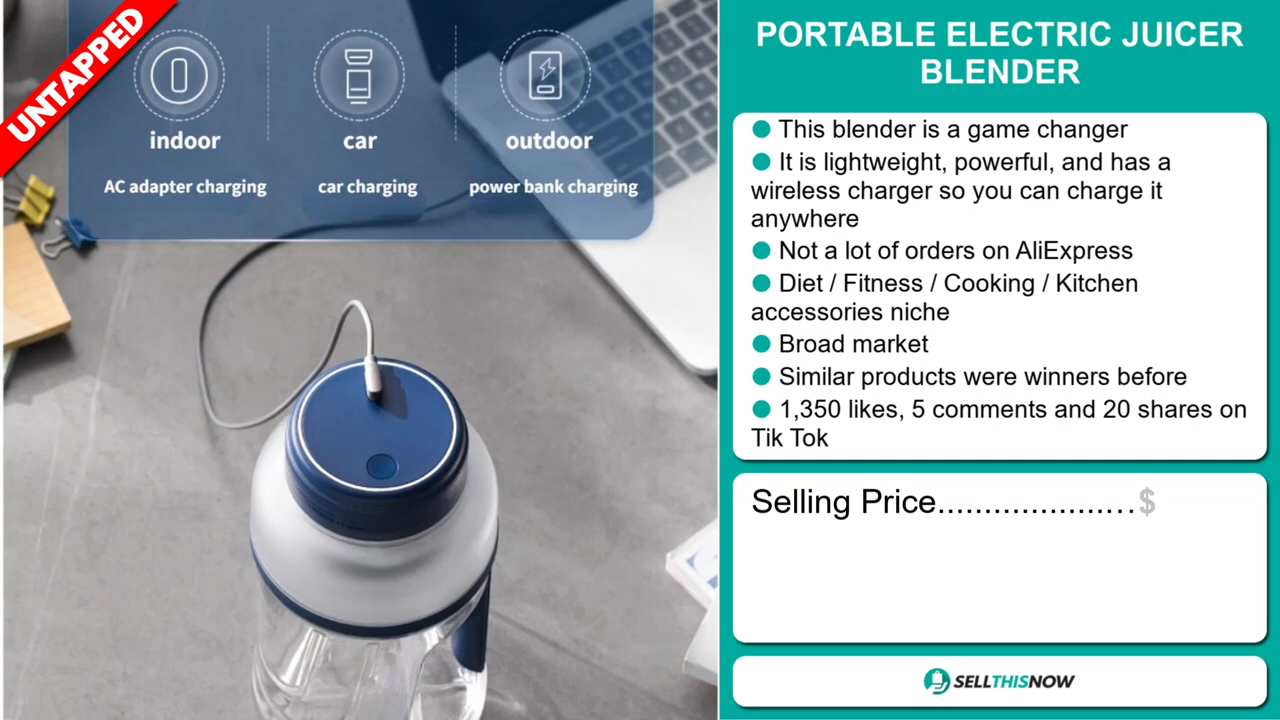 UNTAPPED
indoor
car
outdoor
AC adapter charging
car charging
power bank charging
PORTABLE ELECTRIC JUICER
BLENDER
● This blender is a game changer
● It is lightweight, powerful, and has a
wireless charger so you can charge it
anywhere
● Not a lot of orders on AliExpress
● Diet / Fitness / Cooking / Kitchen
accessories niche
● Broad market
● Similar products were winners before
● 1,350 likes, 5 comments and 20 shares on
Tik Tok
Selling Price.....................$
SELLTHISNOW